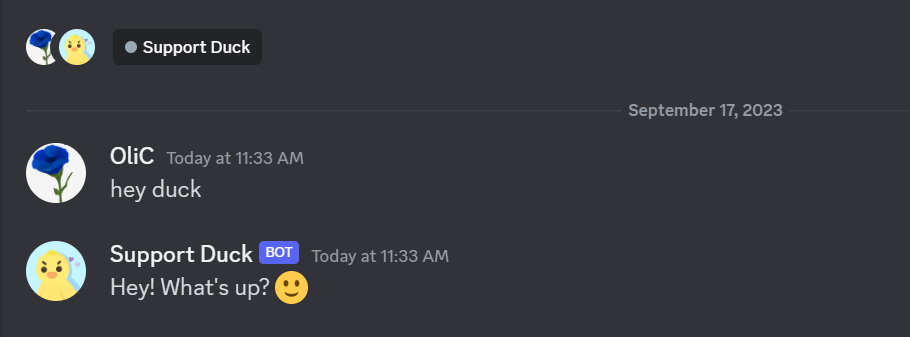 Support Duck
September 17, 2023
OliC Today at 11:33 AM
hey duck
Support Duck BOT Today at 11:33 AM
Hey! What's up? 🙂